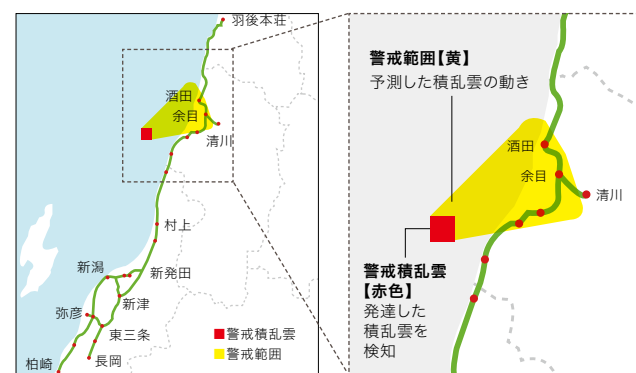 羽後本荘
酒田
余目
清川
村上
新潟
新発田
新津
弥彦
東三条
長岡
柏崎
■警戒積乱雲
■警戒範囲
警戒範囲【黄】
予測した積乱雲の動き
酒田
余目
清川
警戒積乱雲
【赤色】
発達した
積乱雲を
検知